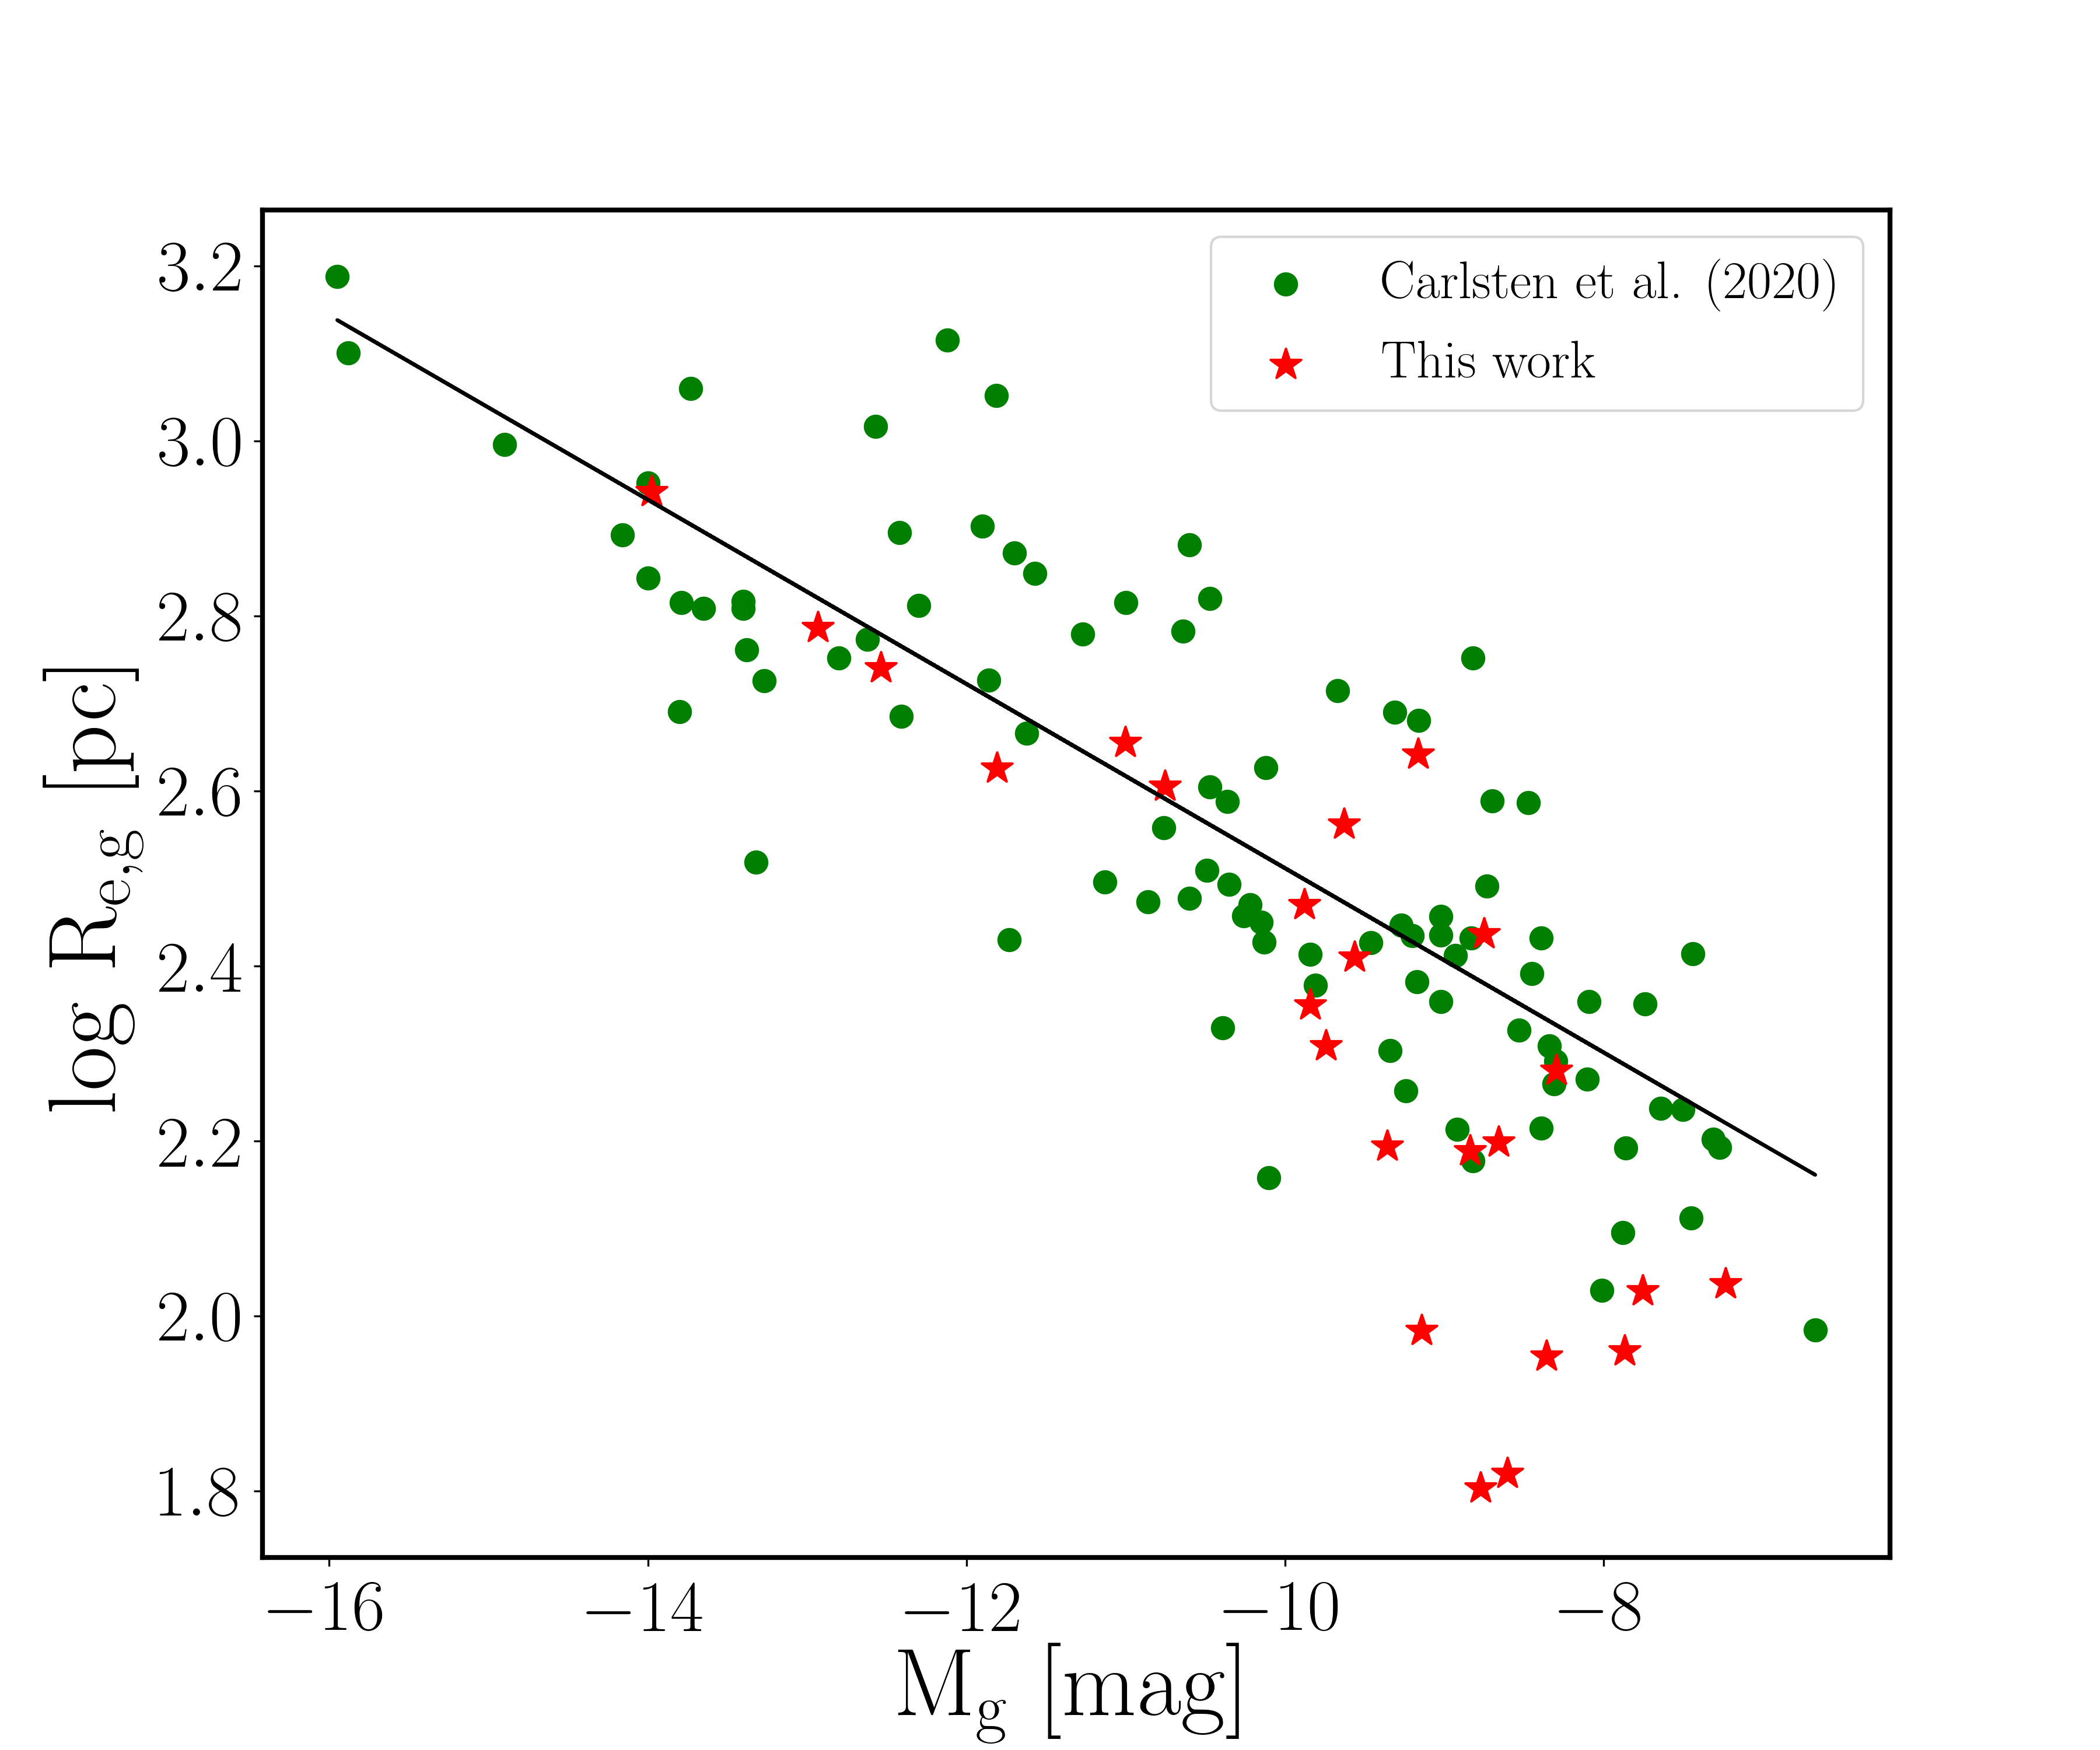 Carlsten et al. (2020)
This work
3.2
3.0
2.8
2.6
2.4
2.2
2.0
1.8
log R_e,g [pc]
−16 −14 −12 −10 −8
M_g [mag]